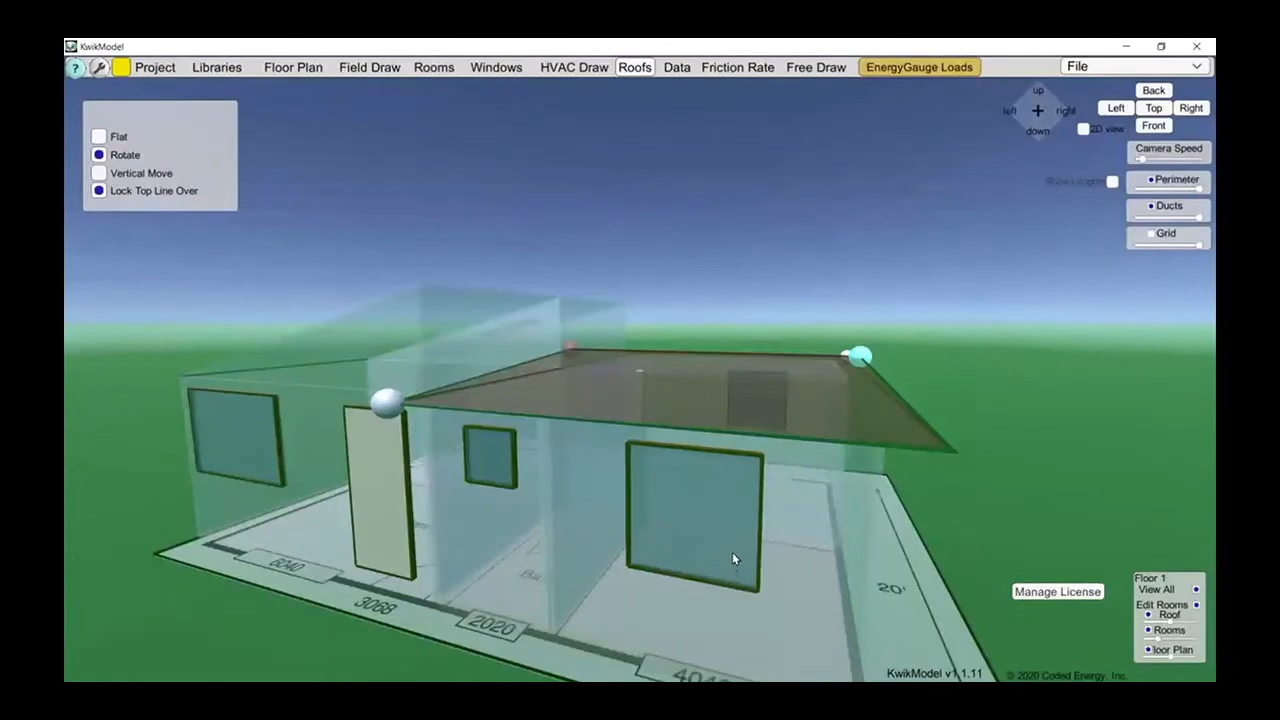 KwikModel
? Project Libraries Floor Plan Field Draw Rooms Windows HVAC Draw Roofs Data Friction Rate Free Draw EnergyGauge Loads File
Flat
Rotate
Vertical Move
Lock Top Line Over
up
left right
down
Back
Left Top Right
Front
2D view
Camera Speed
Perimeter
Ducts
Grid
6040
3068
2020
20'
Manage License
Floor 1
View All
Edit Rooms
Roof
Rooms
Floor Plan
KwikModel v1.1.11
© 2020 Coded Energy, Inc.